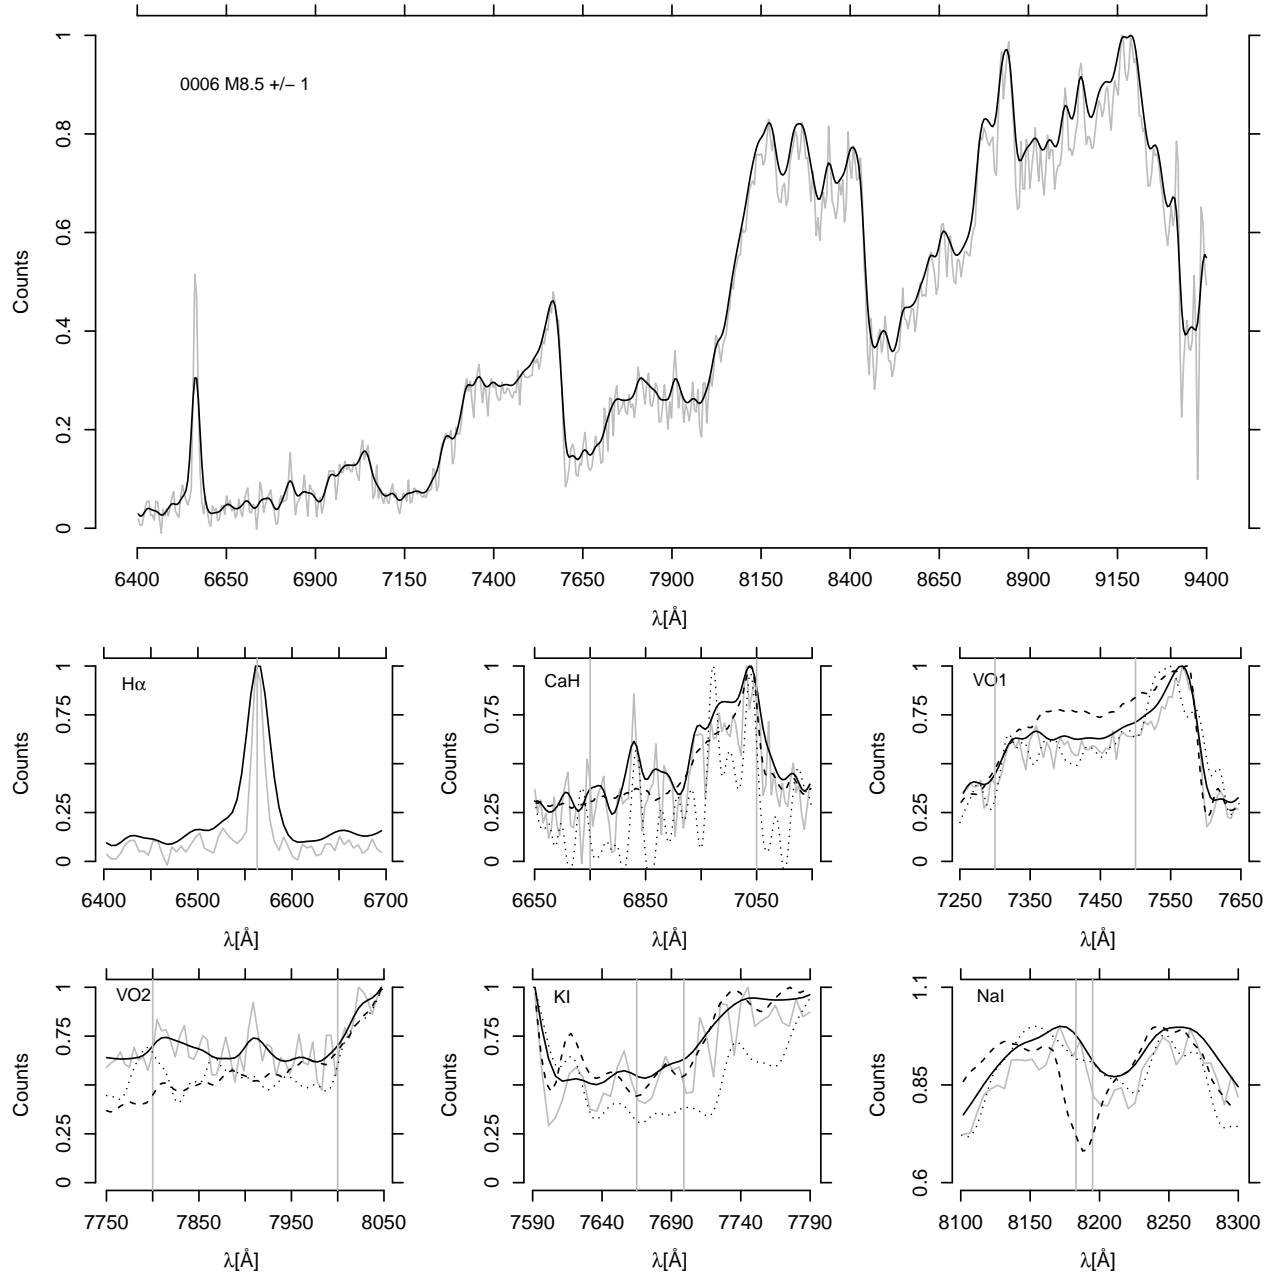 0006 M8.5 +/− 1
Counts
0 0.2 0.4 0.6 0.8 1
6400 6650 6900 7150 7400 7650 7900 8150 8400 8650 8900 9150 9400
λ[Å]
Hα
Counts
0 0.25 0.75 1
6400 6500 6600 6700
λ[Å]
CaH
Counts
0 0.25 0.75 1
6650 6850 7050
λ[Å]
VO1
Counts
0 0.25 0.75 1
7250 7350 7450 7550 7650
λ[Å]
VO2
Counts
0 0.25 0.75 1
7750 7850 7950 8050
λ[Å]
KI
Counts
0 0.25 0.75 1
7590 7640 7690 7740 7790
λ[Å]
NaI
Counts
0.6 0.85 1.1
8100 8150 8200 8250 8300
λ[Å]